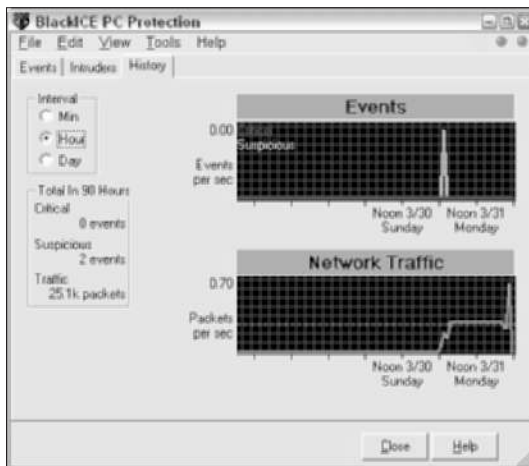 BlackICE PC Protection
File Edit View Tools Help
Events Intruders History
Interval
Min
Hour
Day
Total In 90 Hours
Critical
0 events
Suspicious
2 events
Traffic
25.1k packets
Events
0.00
Critical
Suspicious
Events
per sec
Noon 3/30
Sunday
Noon 3/31
Monday
Network Traffic
0.70
Packets
per sec
Noon 3/30
Sunday
Noon 3/31
Monday
Close
Help